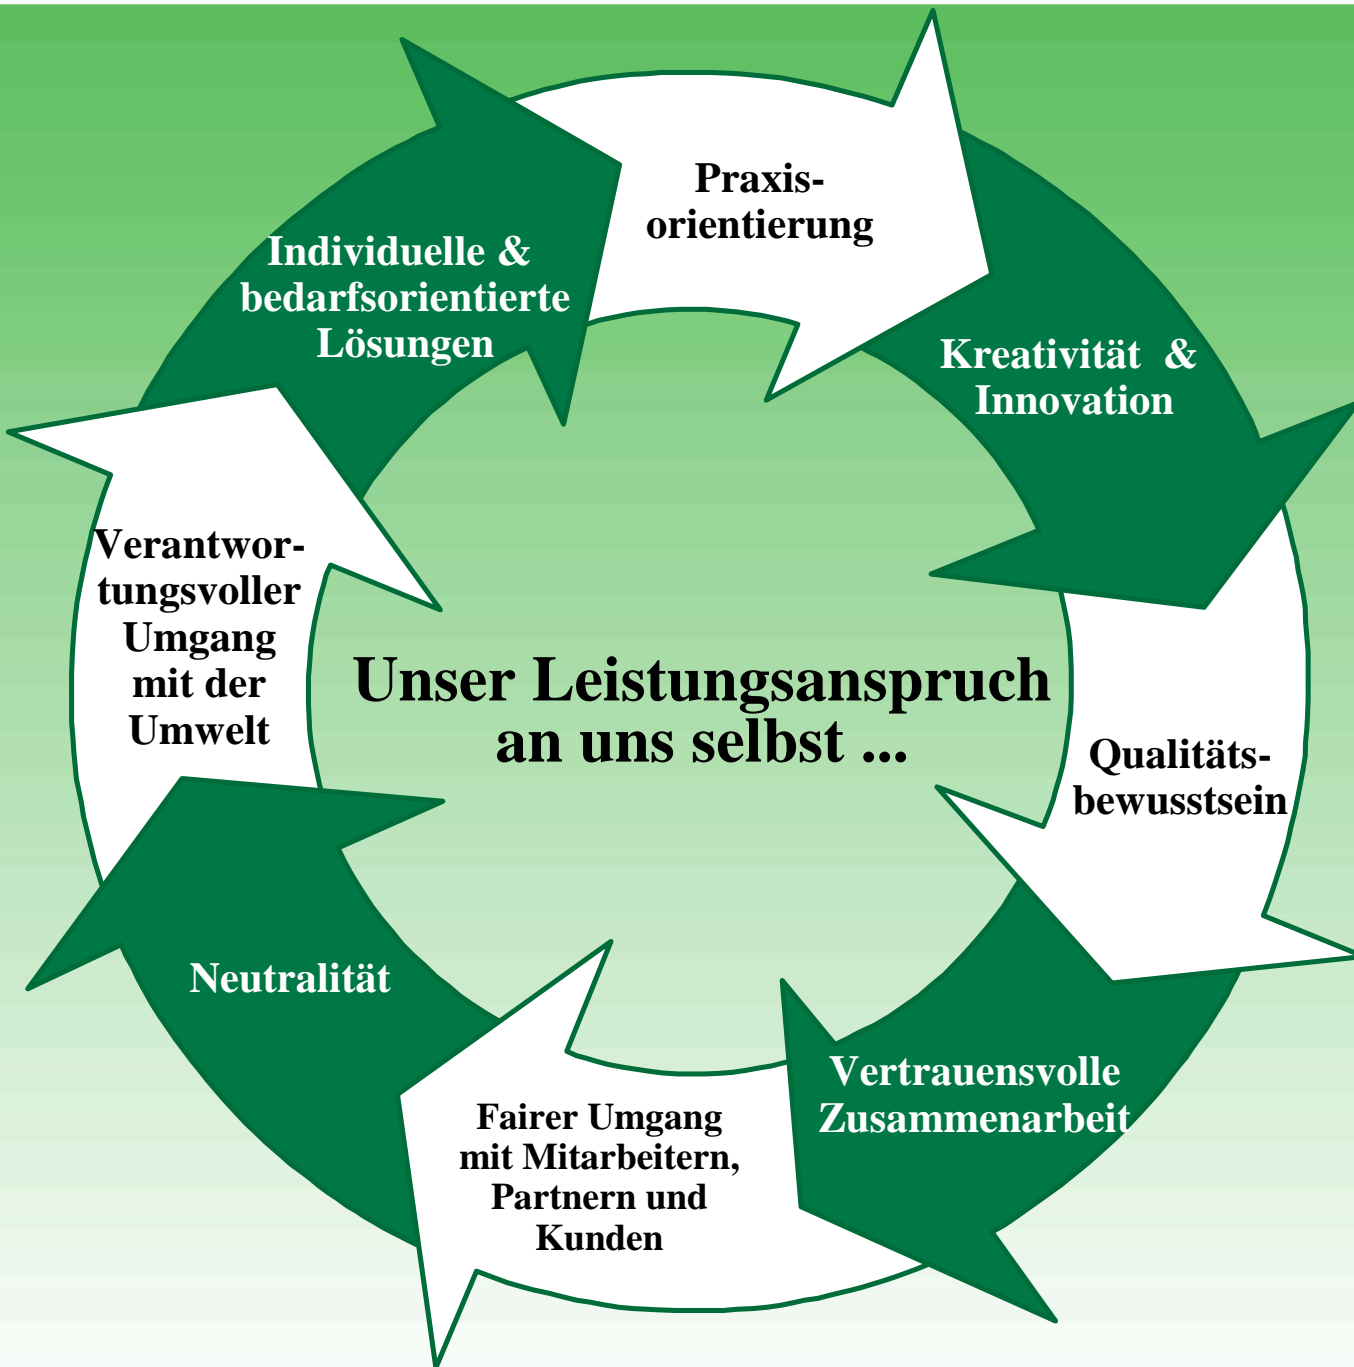 Praxis-
orientierung
Kreativität &
Innovation
Qualitäts-
bewusstsein
Vertrauensvolle
Zusammenarbeit
Fairer Umgang
mit Mitarbeitern,
Partnern und
Kunden
Neutralität
Verantwor-
tungsvoller
Umgang
mit der
Umwelt
Individuelle &
bedarfsorientierte
Lösungen
Unser Leistungsanspruch
an uns selbst ...